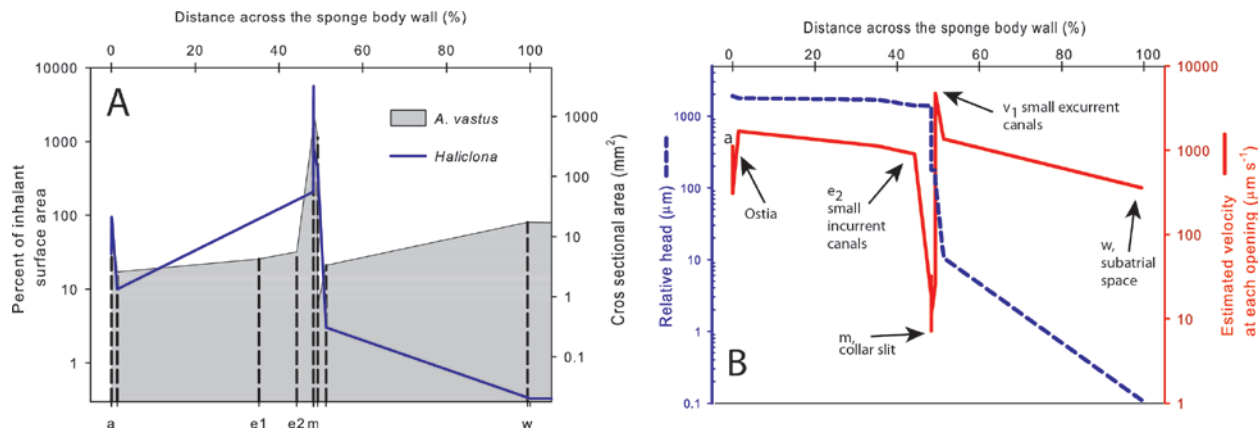 Distance across the sponge body wall (%)
0 20 40 60 80 100
A
10000
1000
100
10
1
Percent of inhalant
surface area
A. vastus
Haliclona
1000
100
10
1
0.1
Cros sectional area (mm²)
a e1 e2 m w
Distance across the sponge body wall (%)
0 20 40 60 80 100
B
1000
100
10
1
0.1
Relative head (μm)
a
Ostia
e2
small
incurrent
canals
m,
collar slit
v1 small excurrent
canals
w,
subatrial
space
10000
1000
100
10
1
Estimated velocity
at each opening (μm s⁻¹)